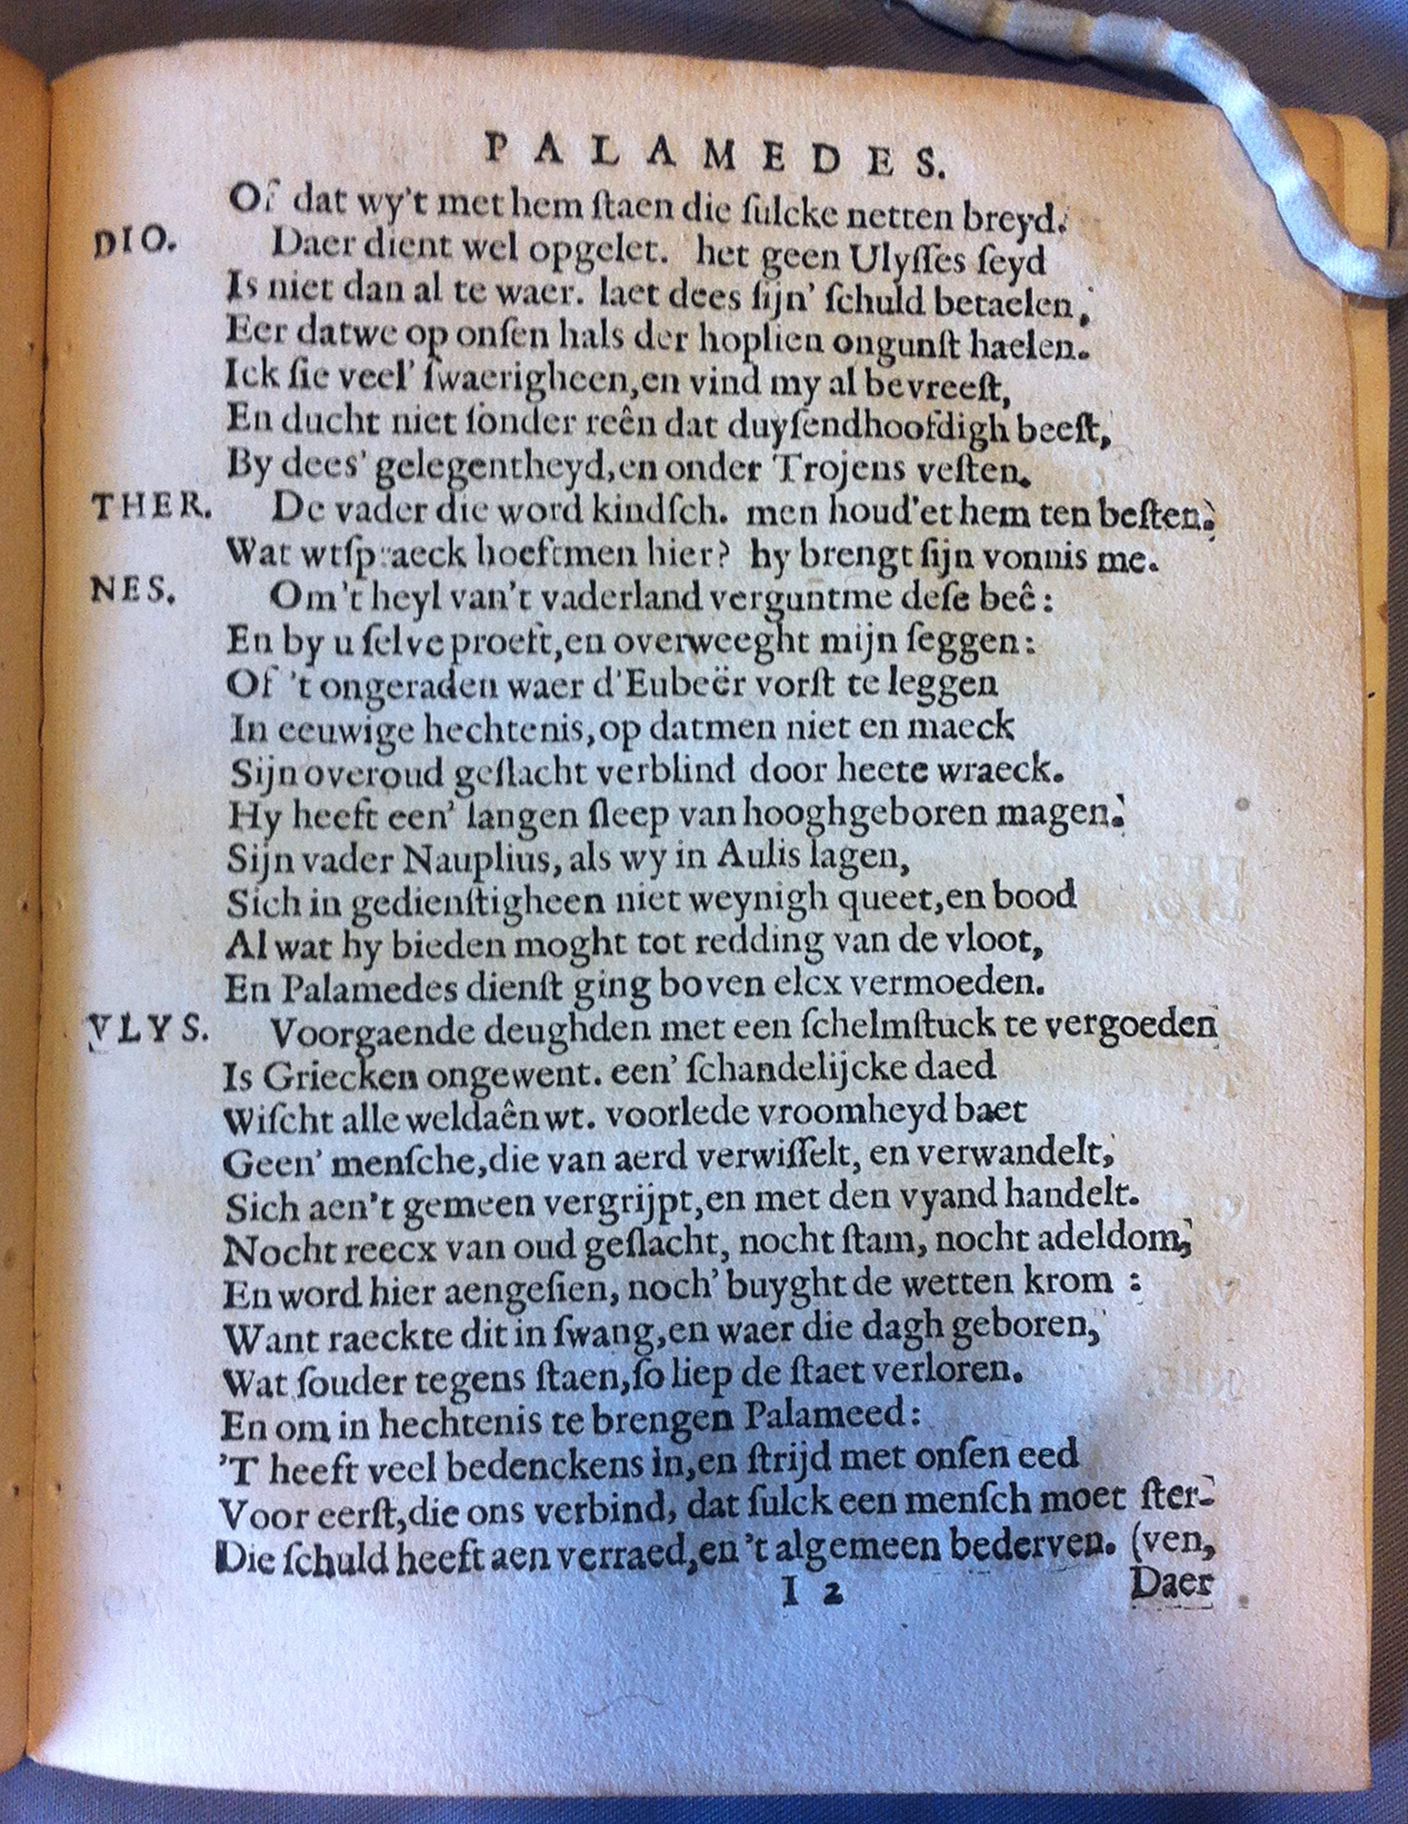 PALAMEDES.
Of dat wy't met hem ſtaen die ſulcke netten breyd.
DIO. Daer dient wel opgelet. het geen Ulyſſes ſeyd
Is niet dan al te waer. laet dees ſijn' ſchuld betaelen,
Eer datwe op onſen hals der hoplien ongunſt haelen.
Ick ſie veel' ſwaerigheen,en vind my al bevreeſt,
En ducht niet ſonder reên dat duyſendhoofdigh beeſt,
By dees' gelegentheyd,en onder Trojens veſten.
THER. De vader die word kindſch. men houd'et hem ten beſten.
Wat wtſpraeck hoeftmen hier? hy brengt ſijn vonnis me.
NES. Om't heyl van't vaderland verguntme deſe beê:
En by u ſelve proeft,en overweeght mijn ſeggen:
Of 't ongeraden waer d'Eubeër vorſt te leggen
In eeuwige hechtenis,op datmen niet en maeck
Sijn overoud geſlacht verblind door heete wraeck.
Hy heeft een' langen ſleep van hooghgeboren magen.
Sijn vader Nauplius, als wy in Aulis lagen,
Sich in gedienſtigheen niet weynigh queet,en bood
Al wat hy bieden moght tot redding van de vloot,
En Palamedes dienſt ging boven elcx vermoeden.
VLYS. Voorgaende deughden met een ſchelmſtuck te vergoeden
Is Griecken ongewent. een' ſchandelijcke daed
Wiſcht alle weldaên wt. voorlede vroomheyd baet
Geen' menſche,die van aerd verwiſſelt, en verwandelt,
Sich aen't gemeen vergrijpt,en met den vyand handelt.
Nocht reecx van oud geſlacht, nocht ſtam, nocht adeldom,
En word hier aengeſien, noch' buyght de wetten krom :
Want raeckte dit in ſwang,en waer die dagh geboren,
Wat ſouder tegens ſtaen,ſo liep de ſtaet verloren.
En om in hechtenis te brengen Palameed:
'T heeft veel bedenckens in,en ſtrijd met onſen eed
Voor eerſt,die ons verbind, dat ſulck een menſch moet ſter-
Die ſchuld heeft aen verraed,en 't algemeen bederven. (ven,
I 2 Daer